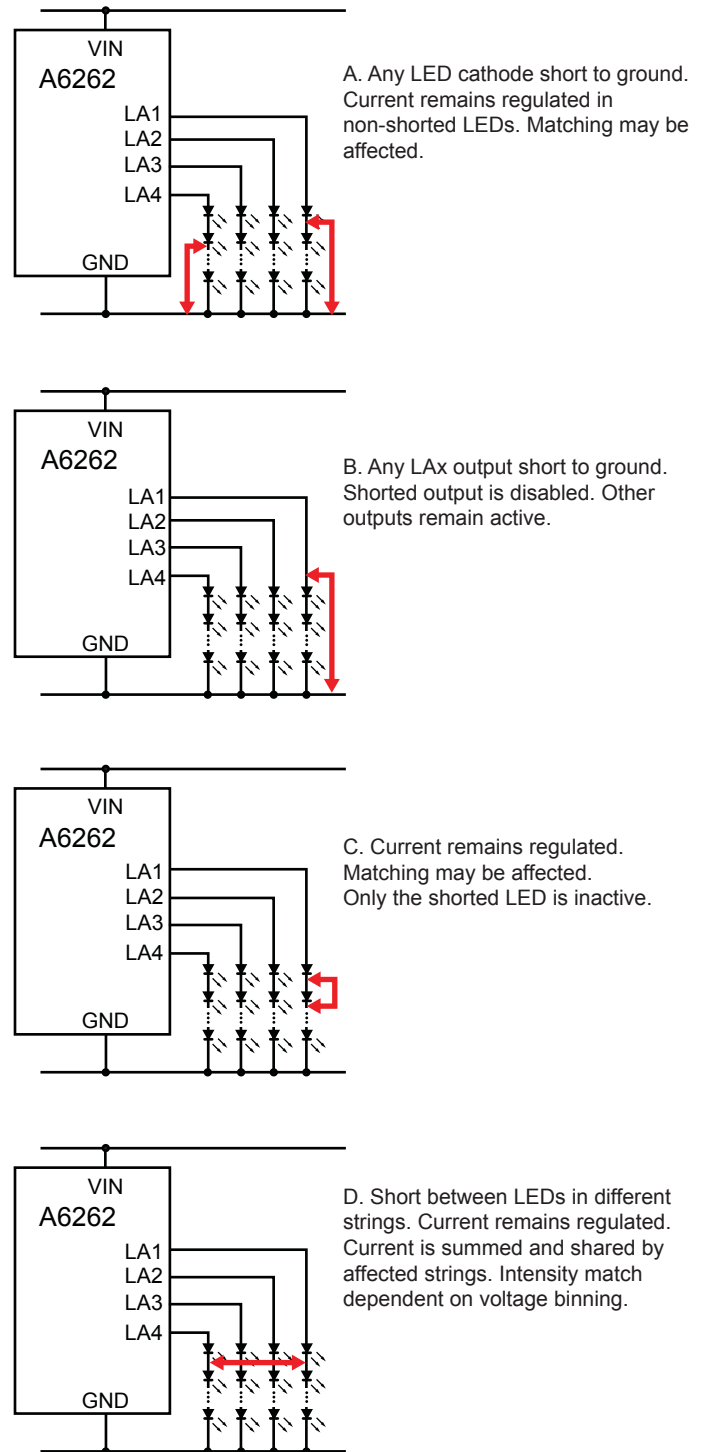 VIN
A6262
LA1
LA2
LA3
LA4
GND
A. Any LED cathode short to ground.
Current remains regulated in
non-shorted LEDs. Matching may be
affected.
VIN
A6262
LA1
LA2
LA3
LA4
GND
B. Any LAx output short to ground.
Shorted output is disabled. Other
outputs remain active.
VIN
A6262
LA1
LA2
LA3
LA4
GND
C. Current remains regulated.
Matching may be affected.
Only the shorted LED is inactive.
VIN
A6262
LA1
LA2
LA3
LA4
GND
D. Short between LEDs in different
strings. Current remains regulated.
Current is summed and shared by
affected strings. Intensity match
dependent on voltage binning.